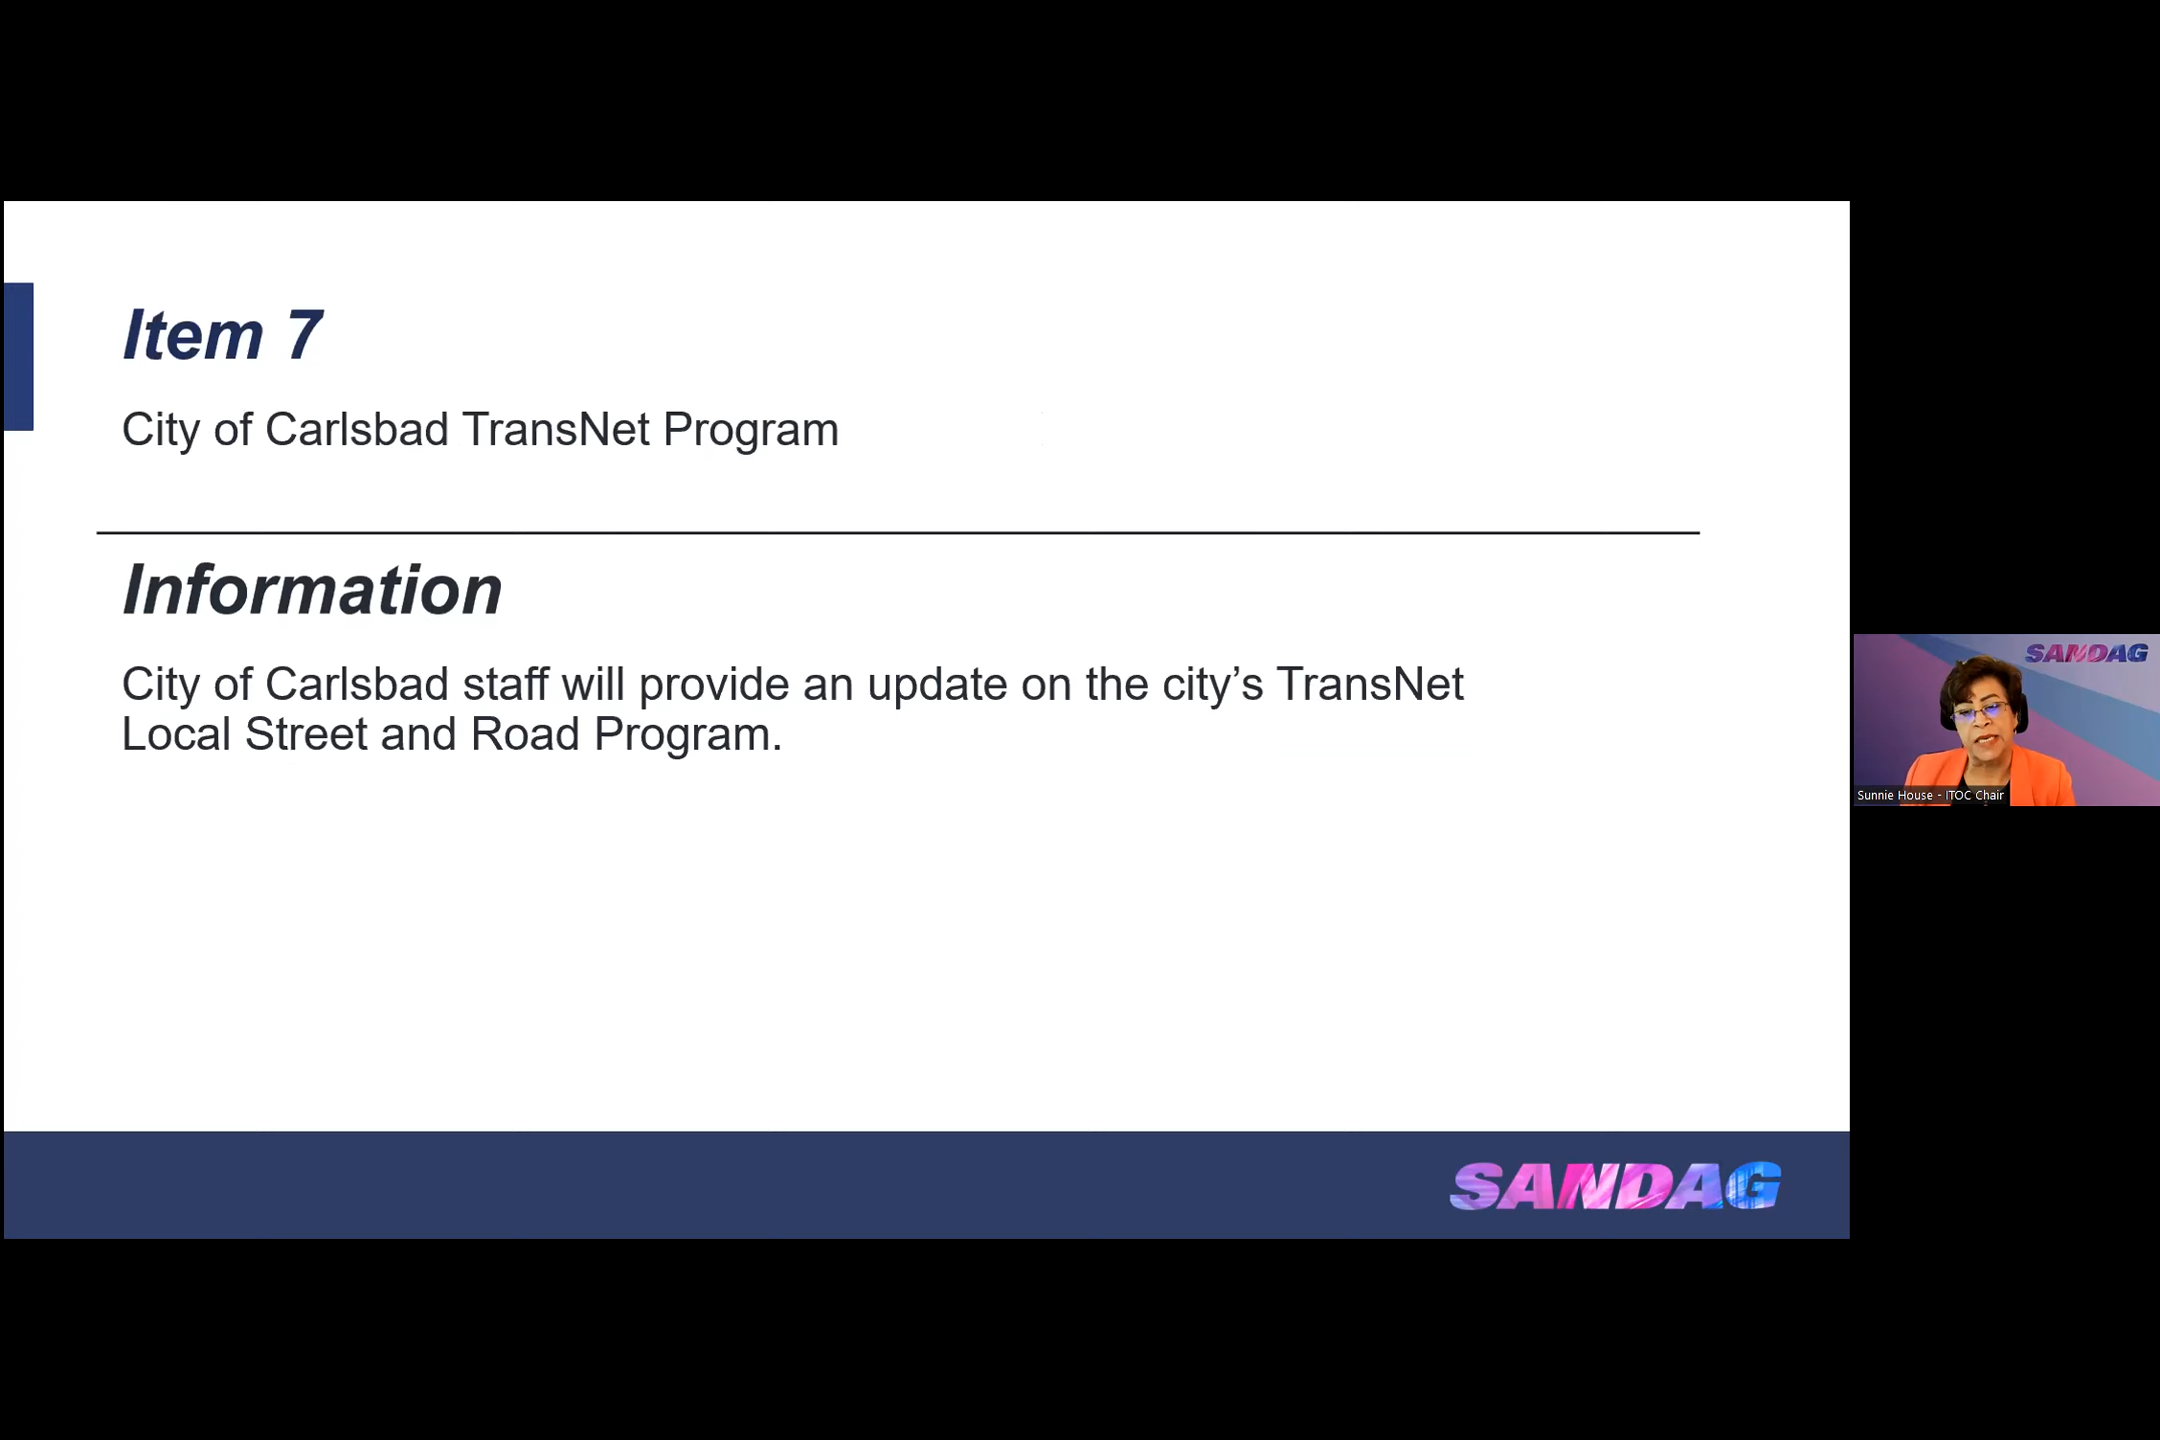 Item 7
City of Carlsbad TransNet Program
Information
City of Carlsbad staff will provide an update on the city’s TransNet
Local Street and Road Program.
SANDAG
SANDAG
Sunnie House - ITOC Chair